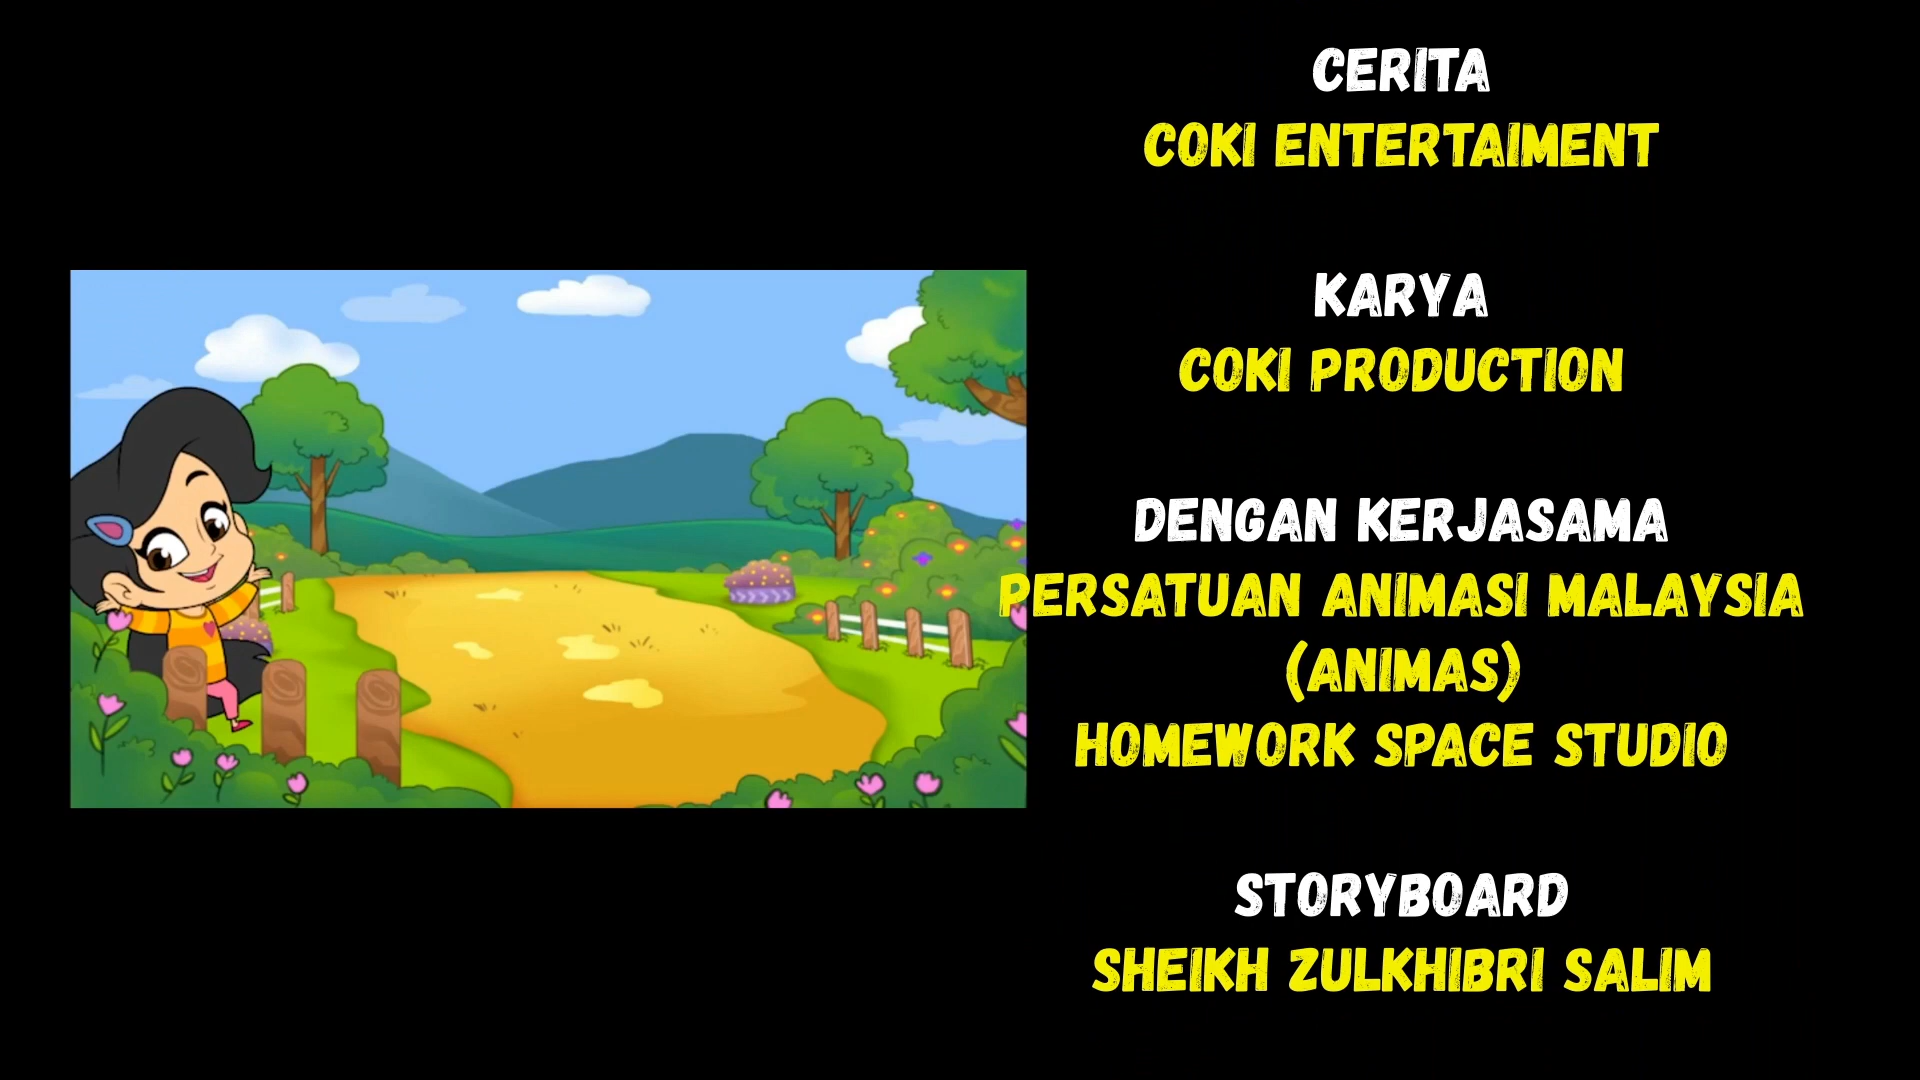 CERITA
COKI ENTERTAIMENT
KARYA
COKI PRODUCTION
DENGAN KERJASAMA
PERSATUAN ANIMASI MALAYSIA
(ANIMAS)
HOMEWORK SPACE STUDIO
STORYBOARD
SHEIKH ZULKHIBRI SALIM